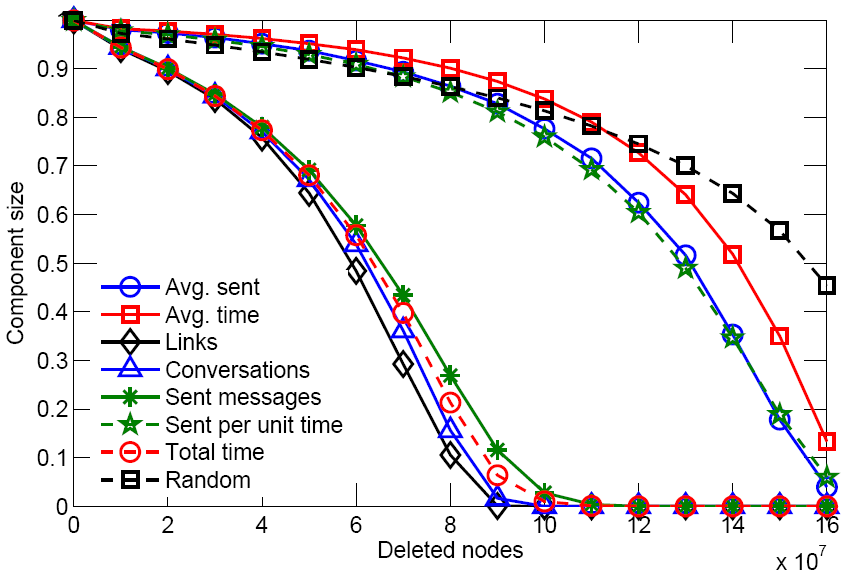 0.9
0.8
0.7
0.6
0.5
0.4
0.3
0.2
0.1
0
Component size
Avg. sent
Avg. time
Links
Conversations
Sent messages
Sent per unit time
Total time
Random
0 2 4 6 8 10 12 14 16
Deleted nodes
x 10^7